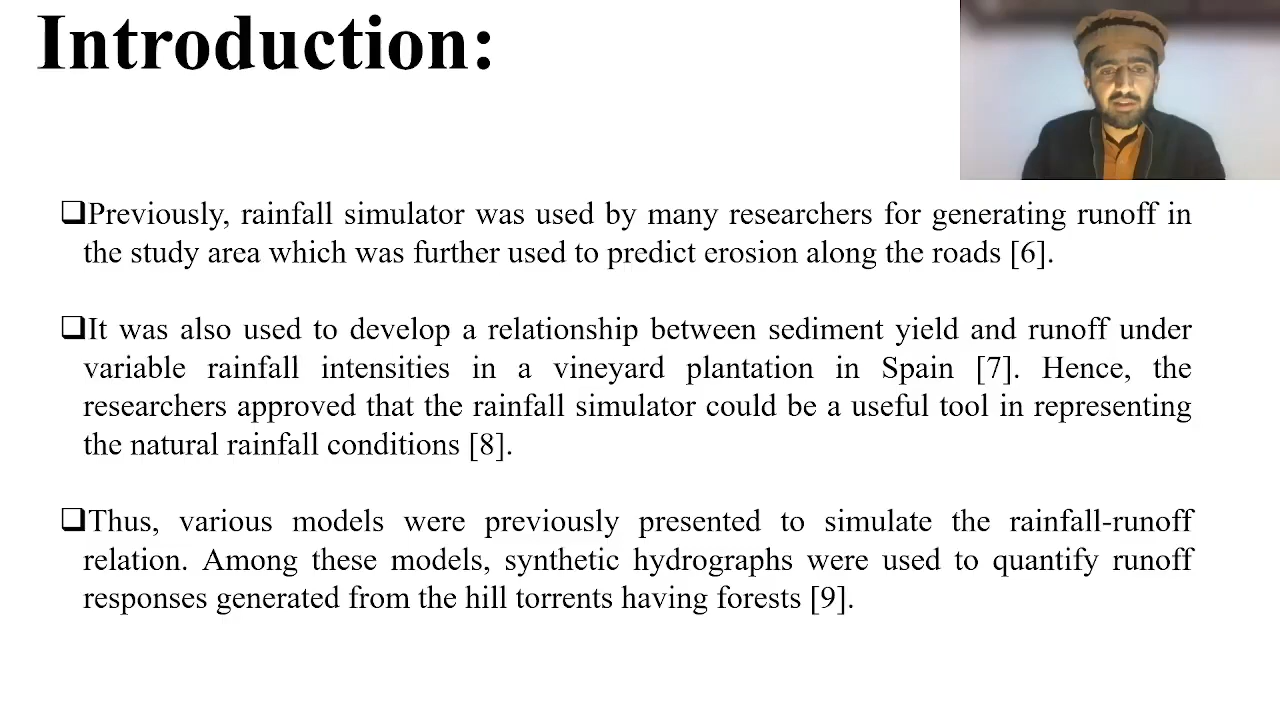 Introduction:
❑Previously, rainfall simulator was used by many researchers for generating runoff in
the study area which was further used to predict erosion along the roads [6].
❑It was also used to develop a relationship between sediment yield and runoff under
variable rainfall intensities in a vineyard plantation in Spain [7]. Hence, the
researchers approved that the rainfall simulator could be a useful tool in representing
the natural rainfall conditions [8].
❑Thus, various models were previously presented to simulate the rainfall-runoff
relation. Among these models, synthetic hydrographs were used to quantify runoff
responses generated from the hill torrents having forests [9].